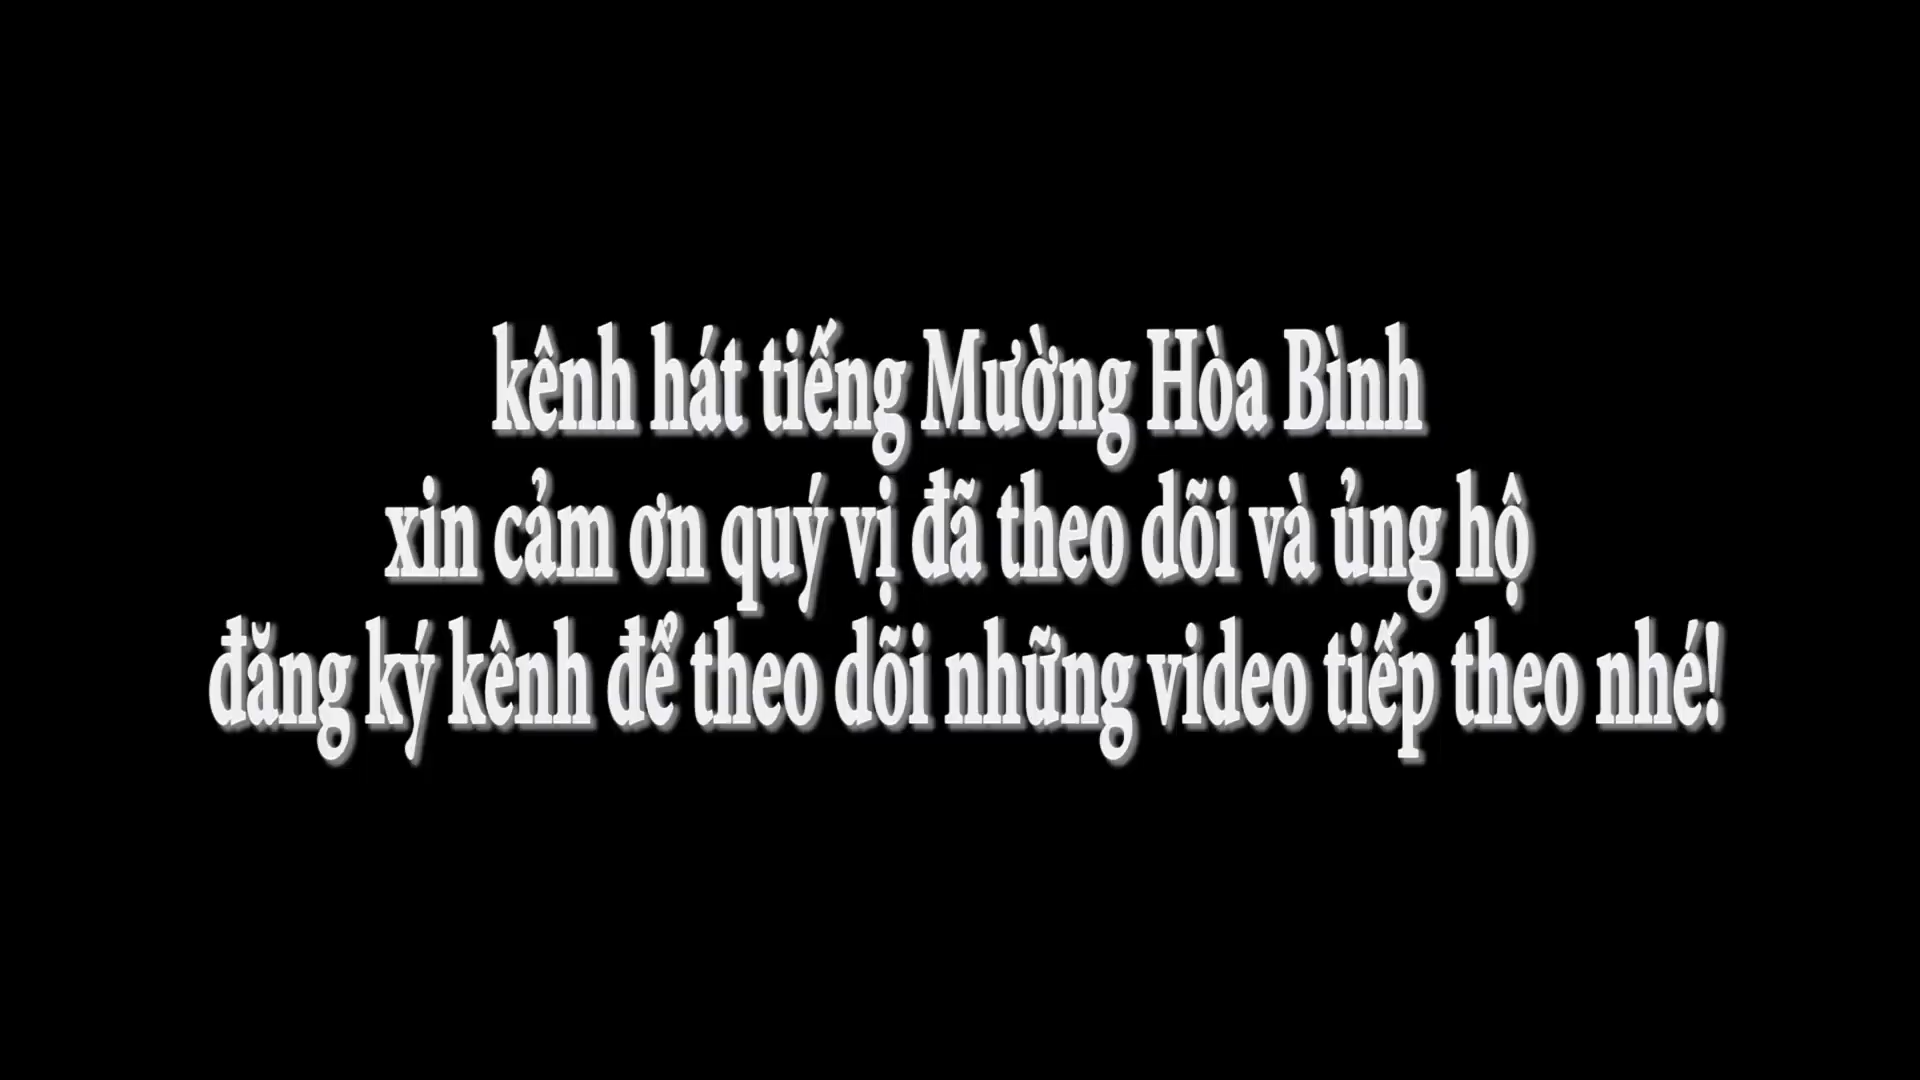 kênh hát tiếng Mường Hòa Bình
xin cảm ơn quý vị đã theo dõi và ủng hộ
đăng ký kênh để theo dõi những video tiếp theo nhé!